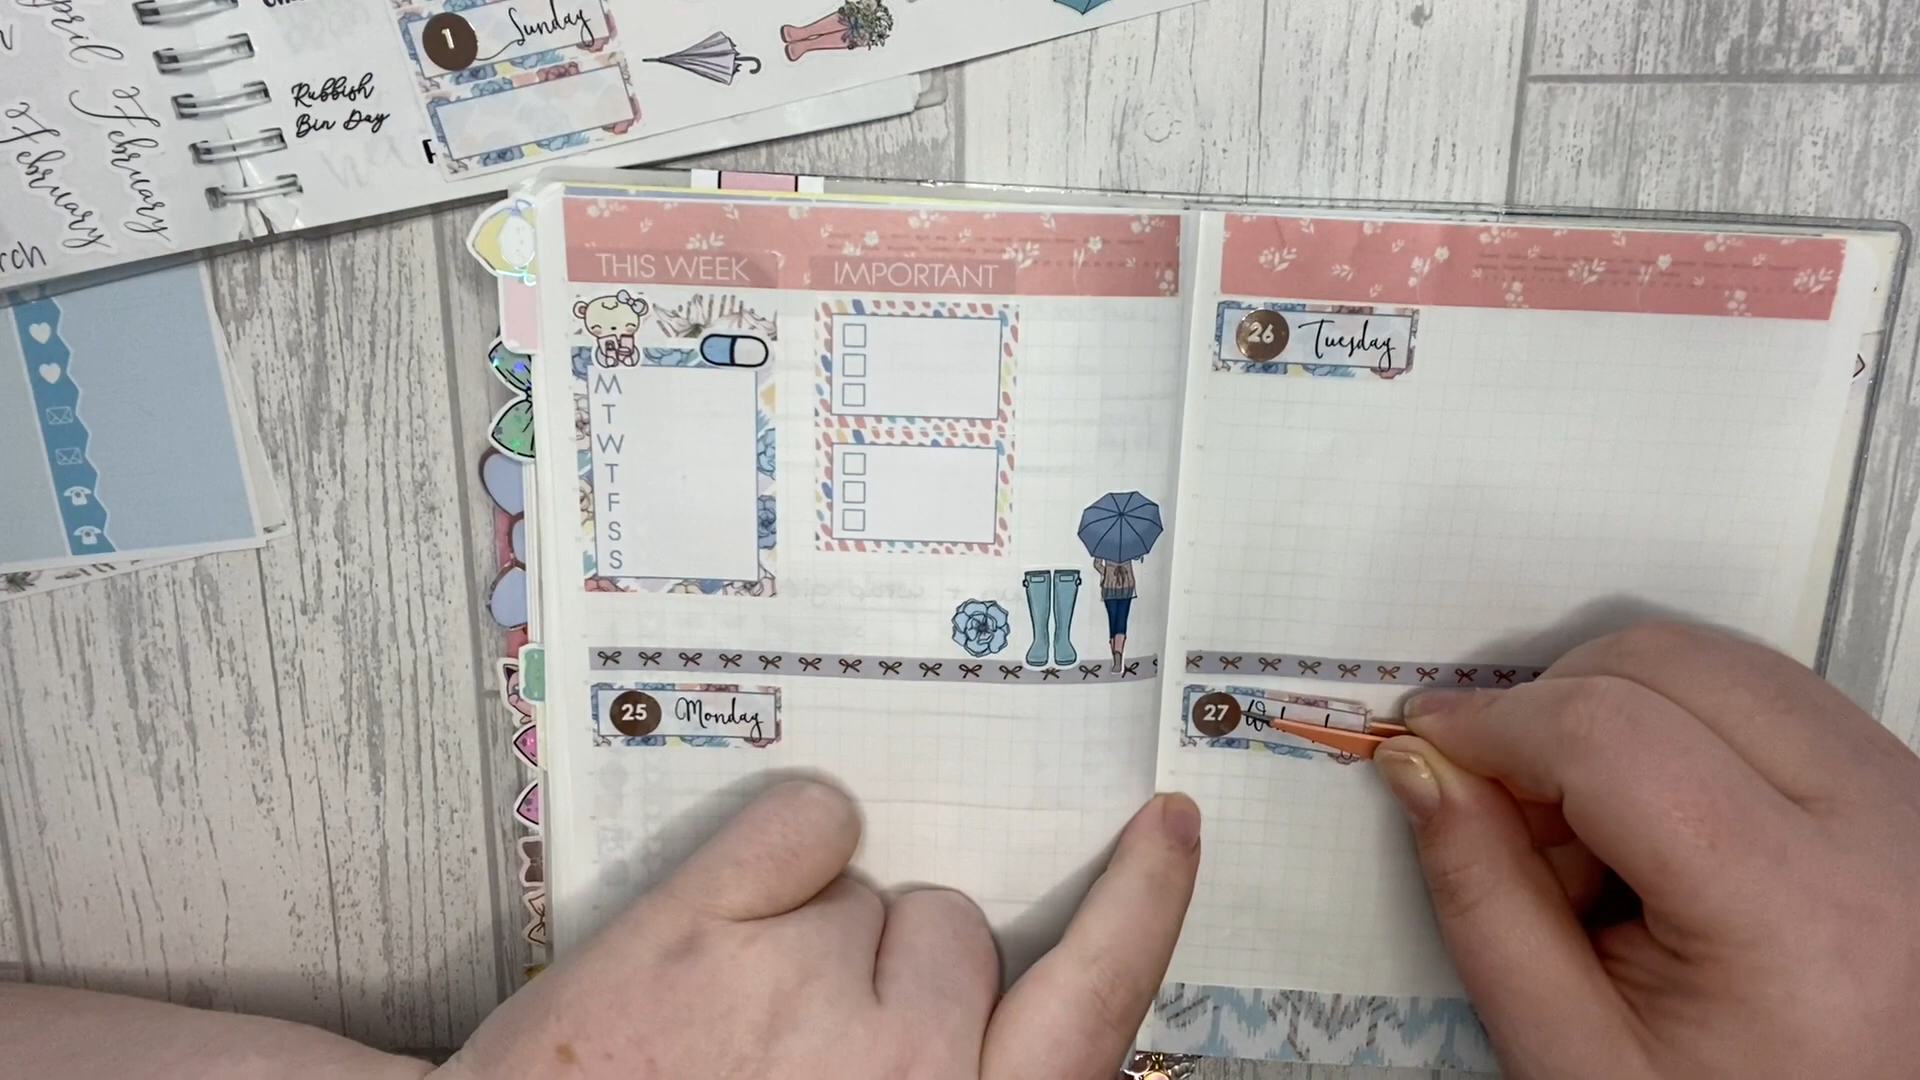 April
February
February
rch
Rubbish
Bin Day
1 Sunday
THIS WEEK
IMPORTANT
M
T
W
T
F
S
S
25 Monday
26 Tuesday
27